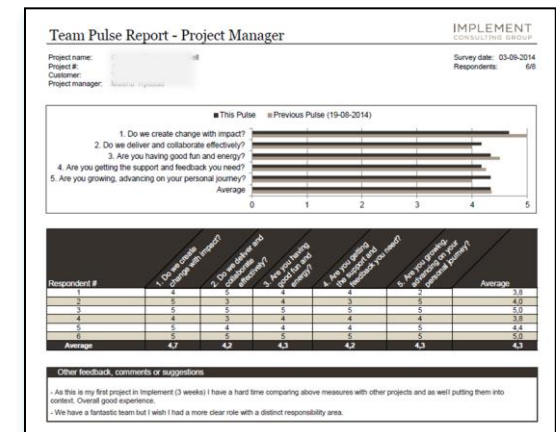 Team Pulse Report - Project Manager
IMPLEMENT
CONSULTING GROUP
Project name:
Project #:
Customer:
Project manager:
Survey date: 03-09-2014
Respondents: 6/8
This Pulse Previous Pulse (19-08-2014)
1. Do we create change with impact?
2. Do we deliver and collaborate effectively?
3. Are you having good fun and energy?
4. Are you getting the support and feedback you need?
5. Are you growing, advancing on your personal journey?
Average
0 1 2 3 4 5
Respondent #
1. Do we create
change with impact?
2. Do we deliver and
collaborate
effectively?
3. Are you having
good fun and
energy?
4. Are you getting
the support and
feedback you need?
5. Are you growing,
advancing on your
personal journey?
Average
1 4 5 4 4 2 3,8
2 5 3 4 3 5 4,0
3 5 5 5 5 5 5,0
4 4 3 4 4 4 3,8
5 5 4 4 4 5 4,4
6 5 5 5 5 5 5,0
Average 4,7 4,2 4,3 4,2 4,3 4,3
Other feedback, comments or suggestions
- As this is my first project in Implement (3 weeks) I have a hard time comparing above measures with other projects and as well putting them into
context. Overall good experience.
- We have a fantastic team but I wish I had a more clear role with a distinct responsibility area.